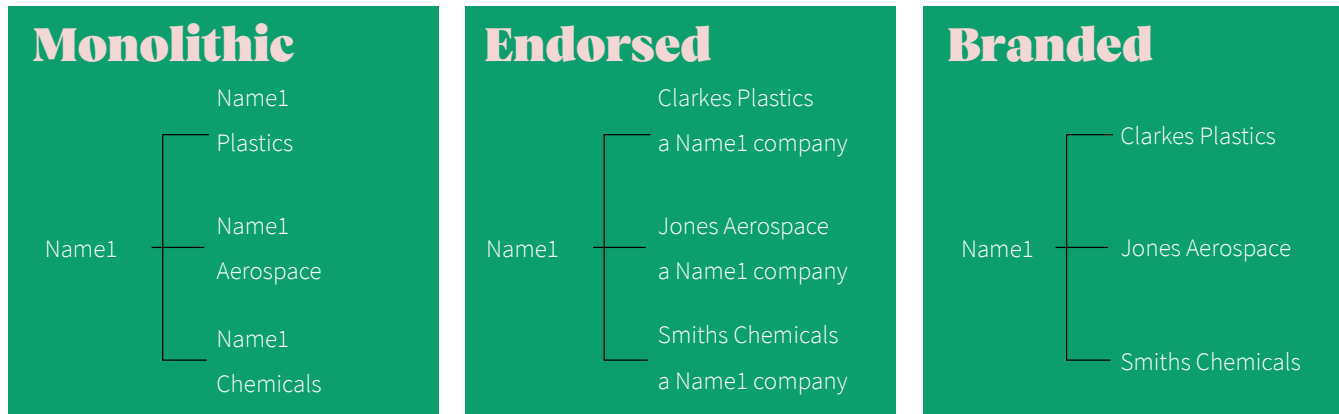 Monolithic
Name1
Plastics
Name1
Name1
Aerospace
Name1
Chemicals
Endorsed
Clarkes Plastics
a Name1 company
Name1
Jones Aerospace
a Name1 company
Smiths Chemicals
a Name1 company
Branded
Clarkes Plastics
Name1
Jones Aerospace
Smiths Chemicals